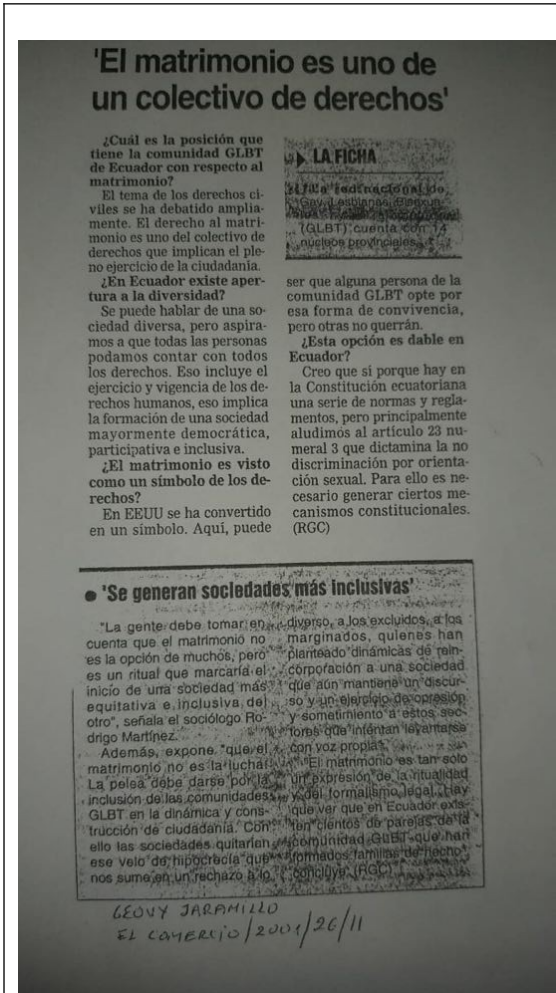 'El matrimonio es uno de
un colectivo de derechos'
¿Cuál es la posición que
tiene la comunidad GLBT
de Ecuador con respecto al
matrimonio?
El tema de los derechos ci-
viles se ha debatido amplia-
mente. El derecho al matri-
monio es uno del colectivo de
derechos que implican el ple-
no ejercicio de la ciudadanía.
¿En Ecuador existe aper-
tura a la diversidad?
Se puede hablar de una so-
ciedad diversa, pero aspira-
mos a que todas las personas
podamos contar con todos
los derechos. Eso incluye el
ejercicio y vigencia de los de-
rechos humanos, eso implica
la formación de una sociedad
mayormente democrática,
participativa e inclusiva.
¿El matrimonio es visto
como un símbolo de los de-
rechos?
En EEUU se ha convertido
en un símbolo. Aquí, puede
LA FICHA
red nacional de
Gay, Lesbianas,
(GLBT) cuenta con 14
núcleos provinciales.
ser que alguna persona de la
comunidad GLBT opte por
esa forma de convivencia,
pero otras no querrán.
¿Esta opción es dable en
Ecuador?
Creo que sí porque hay en
la Constitución ecuatoriana
una serie de normas y regla-
mentos, pero principalmente
aludimos al artículo 23 nu-
meral 3 que dictamina la no
discriminación por orienta-
ción sexual. Para ello es ne-
cesario generar ciertos me-
canismos constitucionales.
(RGC)
● 'Se generan sociedades más inclusivas'
"La gente debe tomar en
cuenta que el matrimonio no
es la opción de muchos, pero
es un ritual que marcaría el
inicio de una sociedad más
equitativa e inclusiva del
otro", señala el sociólogo Ro-
drigo Martínez.
Además, expone "que el
matrimonio no es la lucha.
La pelea debe darse por la
inclusión de las comunidades
GLBT en la dinámica y cons-
trucción de ciudadanía. Con
ello las sociedades quitarían
ese velo de hipocrecía que
nos sume en un rechazo a lo
diverso, a los excluidos, a los
marginados, quienes han
planteado dinámicas de rein-
corporación a una sociedad
que aún mantiene un discur-
so y un ejercicio de opresión
y sometimiento a estos sec-
tores que intentan levantarse
con voz propia.
"El matrimonio es tan solo
un expresión de la ritualidad
y del formalismo legal. Hay
que ver que en Ecuador exis-
ten cientos de parejas de la
comunidad GLBT que han
formados familias de hecho",
concluye. (RGC)
GEOVY JARAMILLO
EL COMERCIO/2004/26/11